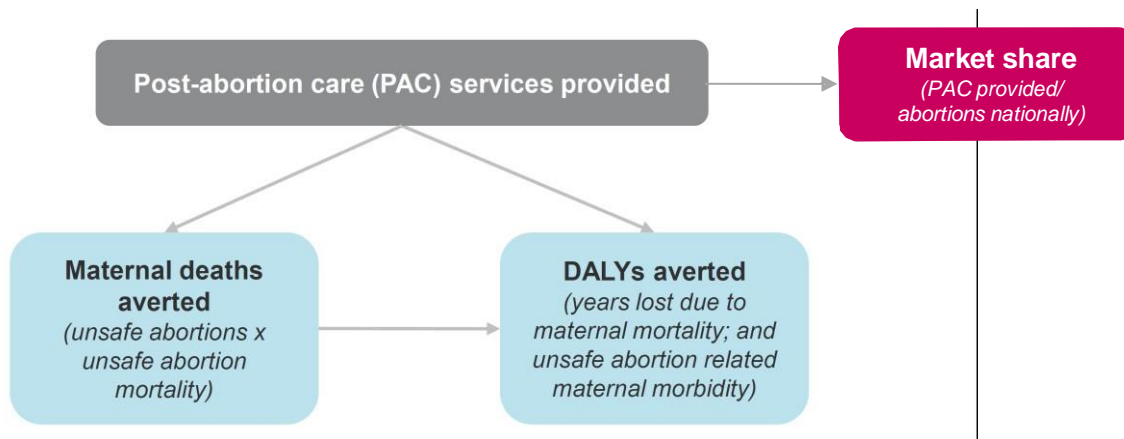 Post-abortion care (PAC) services provided
Market share
(PAC provided/
abortions nationally)
Maternal deaths
averted
(unsafe abortions x
unsafe abortion
mortality)
DALYs averted
(years lost due to
maternal mortality; and
unsafe abortion related
maternal morbidity)